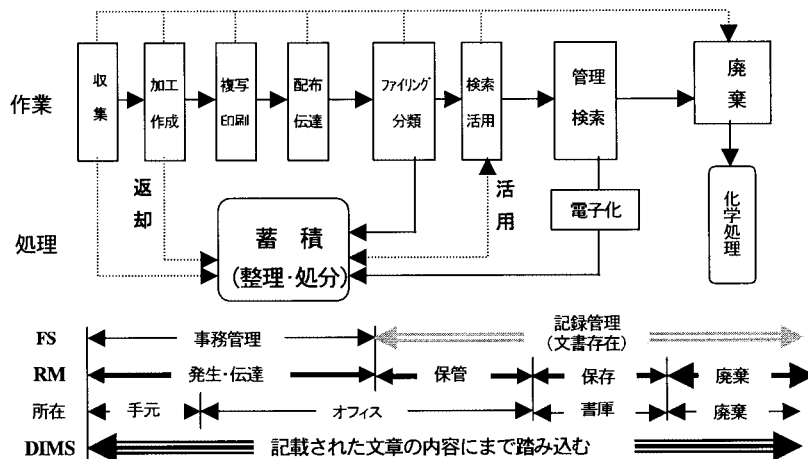 作業
収集
加工作成
複写印刷
配布伝達
ファイリング分類
検索活用
管理検索
廃棄
返却
活用
電子化
化学処理
処理
蓄 積
(整理・処分)
FS
事務管理
記録管理
(文書存在)
RM
発生・伝達
保管
保存
廃棄
所在
手元
オフィス
書庫
廃棄
DIMS
記載された文章の内容にまで踏み込む